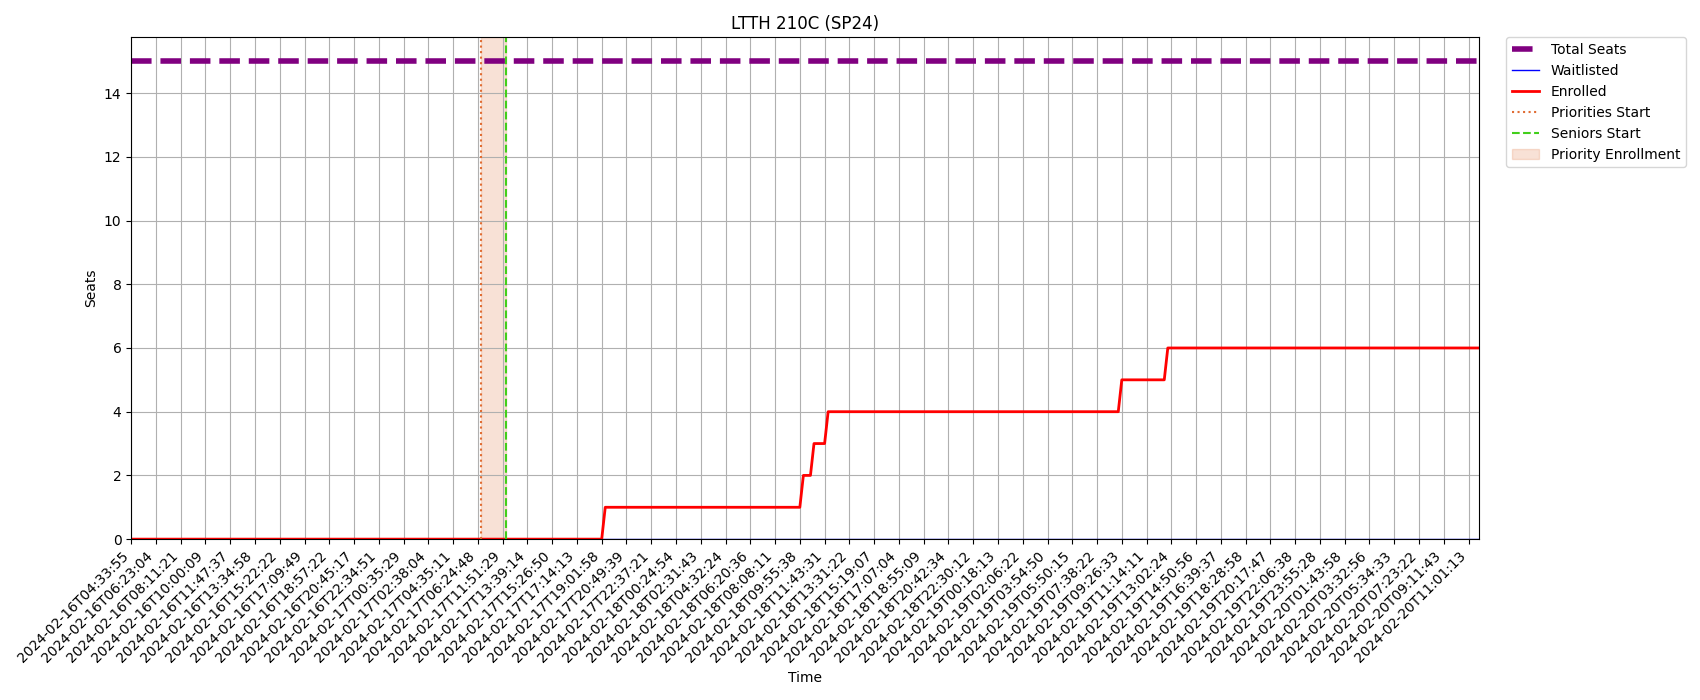 LTTH 210C (SP24)
Total Seats
Waitlisted
Enrolled
Priorities Start
Seniors Start
Priority Enrollment
Seats
14
12
10
8
6
4
2
0
2024-02-16T04:33:55
2024-02-16T06:23:04
2024-02-16T08:11:21
2024-02-16T10:00:09
2024-02-16T11:47:37
2024-02-16T13:34:58
2024-02-16T15:22:22
2024-02-16T17:09:49
2024-02-16T18:57:22
2024-02-16T20:45:17
2024-02-16T22:34:51
2024-02-17T00:35:29
2024-02-17T02:38:04
2024-02-17T04:35:11
2024-02-17T06:24:48
2024-02-17T11:51:29
2024-02-17T13:39:14
2024-02-17T15:26:50
2024-02-17T17:14:13
2024-02-17T19:01:58
2024-02-17T20:49:39
2024-02-17T22:37:21
2024-02-18T00:24:54
2024-02-18T02:31:43
2024-02-18T04:32:24
2024-02-18T06:20:36
2024-02-18T08:08:11
2024-02-18T09:55:38
2024-02-18T11:43:31
2024-02-18T13:31:22
2024-02-18T15:19:07
2024-02-18T17:07:04
2024-02-18T18:55:09
2024-02-18T20:42:34
2024-02-18T22:30:12
2024-02-19T00:18:13
2024-02-19T02:06:22
2024-02-19T03:54:50
2024-02-19T05:50:15
2024-02-19T07:38:22
2024-02-19T09:26:33
2024-02-19T11:14:11
2024-02-19T13:02:24
2024-02-19T14:50:56
2024-02-19T16:39:37
2024-02-19T18:28:58
2024-02-19T20:17:47
2024-02-19T22:06:38
2024-02-19T23:55:28
2024-02-20T01:43:58
2024-02-20T03:32:56
2024-02-20T05:34:33
2024-02-20T07:23:22
2024-02-20T09:11:43
2024-02-20T11:01:13
Time